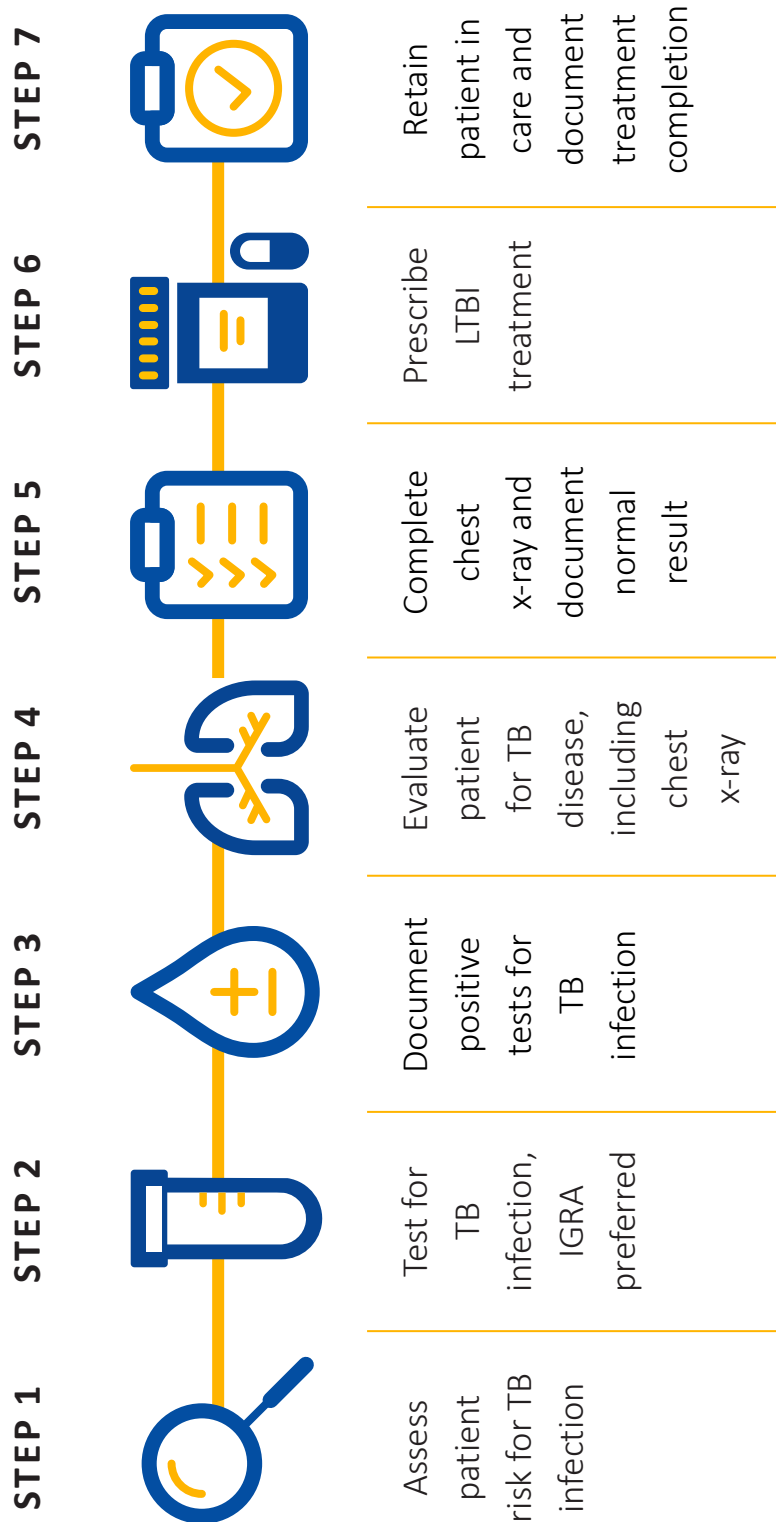 STEP 1
Assess
patient
risk for TB
infection
STEP 2
Test for
TB
infection,
IGRA
preferred
STEP 3
Document
positive
tests for
TB
infection
STEP 4
Evaluate
patient
for TB
disease,
including
chest
x-ray
STEP 5
Complete
chest
x-ray and
document
normal
result
STEP 6
Prescribe
LTBI
treatment
STEP 7
Retain
patient in
care and
document
treatment
completion